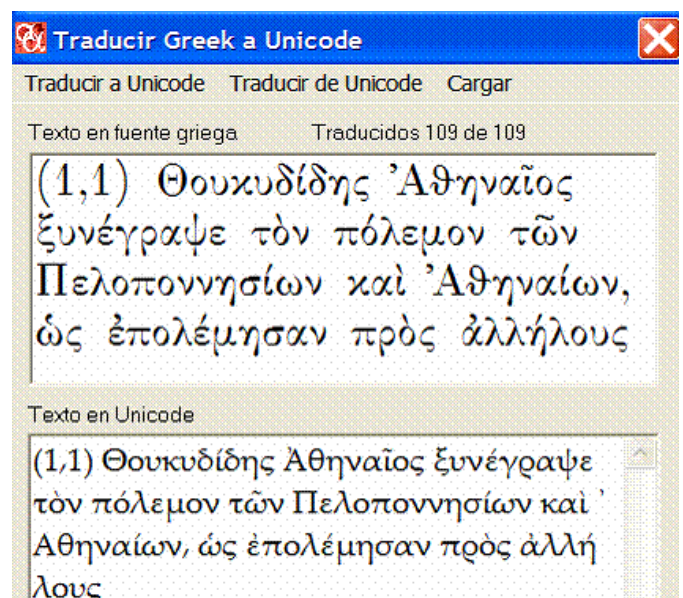 Traducir Greek a Unicode
Traducir a Unicode Traducir de Unicode Cargar
Texto en fuente griega Traducidos 109 de 109
(1,1) Θουκυδίδης Ἀθηναῖος
ξυνέγραψε τὸν πόλεμον τῶν
Πελοποννησίων καὶ Ἀθηναίων,
ὡς ἐπολέμησαν πρὸς ἀλλήλους
Texto en Unicode
(1,1) Θουκυδίδης Ἀθηναῖος ξυνέγραψε
τὸν πόλεμον τῶν Πελοποννησίων καὶ ᾽
Αθηναίων, ὡς ἐπολέμησαν πρὸς ἀλλή
λους